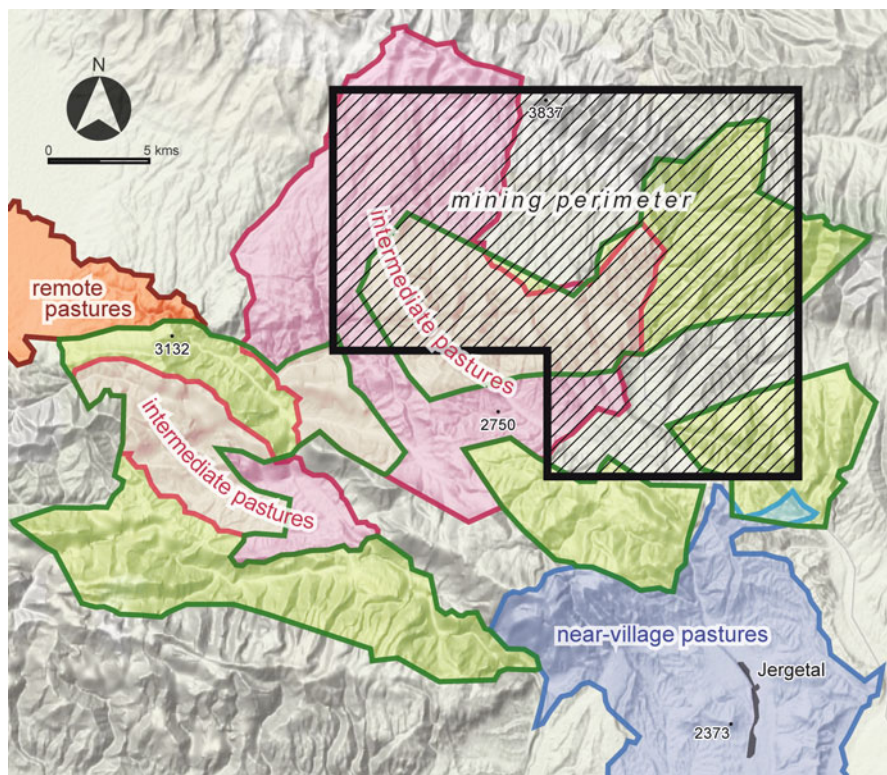 N
0 5 kms
3837
mining perimeter
intermediate pastures
remote
pastures
3132
2750
intermediate pastures
near-village pastures
Jergetal
2373